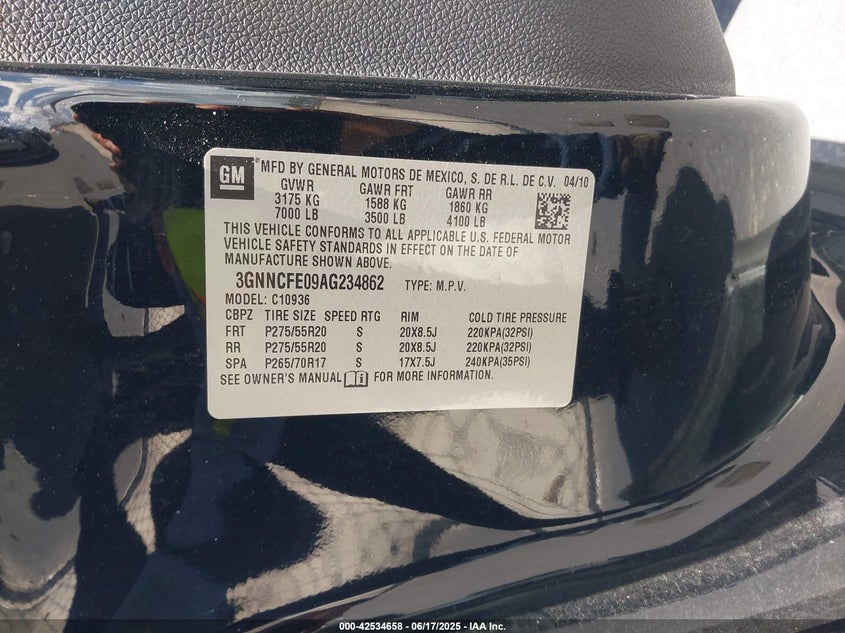 GM ® MFD BY GENERAL MOTORS DE MEXICO, S. DE R.L. DE C.V. 04/10
GVWR GAWR FRT GAWR RR
3175 KG 1588 KG 1860 KG
7000 LB 3500 LB 4100 LB
THIS VEHICLE CONFORMS TO ALL APPLICABLE U.S. FEDERAL MOTOR
VEHICLE SAFETY STANDARDS IN EFFECT ON THE DATE OF
MANUFACTURE SHOWN ABOVE.
3GNNCFE09AG234862 TYPE: M.P.V.
MODEL: C10936
CBPZ TIRE SIZE SPEED RTG RIM COLD TIRE PRESSURE
FRT P275/55R20 S 20X8.5J 220KPA(32PSI)
RR P275/55R20 S 20X8.5J 220KPA(32PSI)
SPA P265/70R17 S 17X7.5J 240KPA(35PSI)
SEE OWNER'S MANUAL FOR MORE INFORMATION.
000-42534658 - 06/17/2025 - IAA Inc.